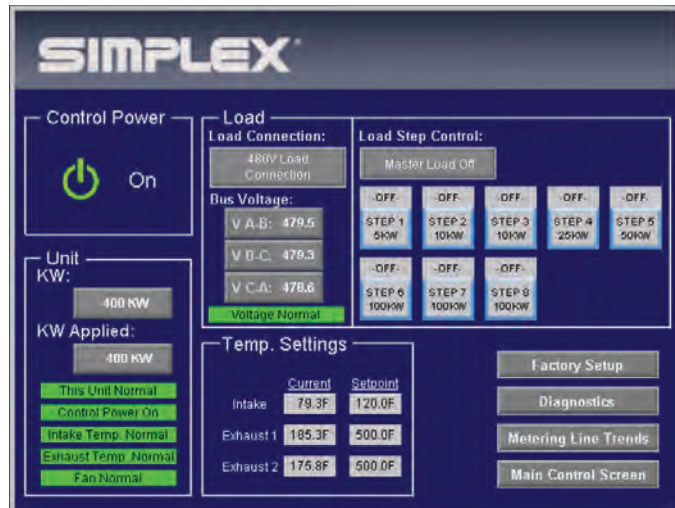 SIMPLEX
Control Power
On
Unit
KW:
400 KW
KW Applied:
400 KW
This Unit Normal
Control Power On
Intake Temp. Normal
Exhaust Temp. Normal
Fan Normal
Load
Load Connection:
480V Load
Connection
Bus Voltage:
V A-B: 479.5
V B-C: 479.3
V C-A: 478.6
Voltage Normal
Load Step Control:
Master Load Off
-OFF- -OFF- -OFF- -OFF- -OFF-
STEP 1 STEP 2 STEP 3 STEP 4 STEP 5
5KW 10KW 10KW 25KW 50KW
-OFF- -OFF- -OFF-
STEP 6 STEP 7 STEP 8
100KW 100KW 100KW
Temp. Settings
Current Setpoint
Intake 79.3F 120.0F
Exhaust 1 185.3F 500.0F
Exhaust 2 175.8F 500.0F
Factory Setup
Diagnostics
Metering Line Trends
Main Control Screen